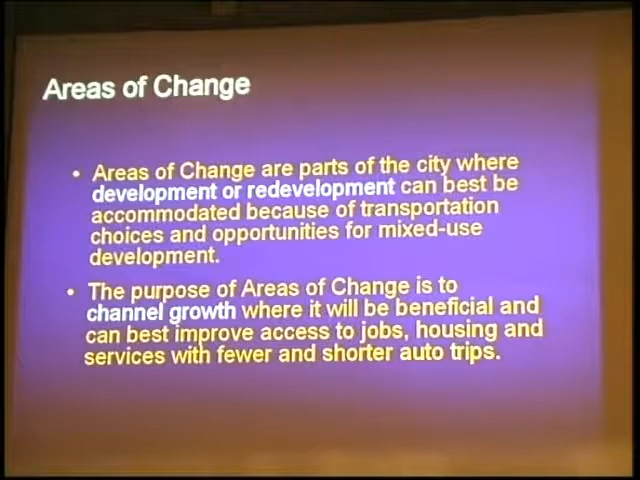 Areas of Change
• Areas of Change are parts of the city where
development or redevelopment can best be
accommodated because of transportation
choices and opportunities for mixed-use
development.
• The purpose of Areas of Change is to
channel growth where it will be beneficial and
can best improve access to jobs, housing and
services with fewer and shorter auto trips.